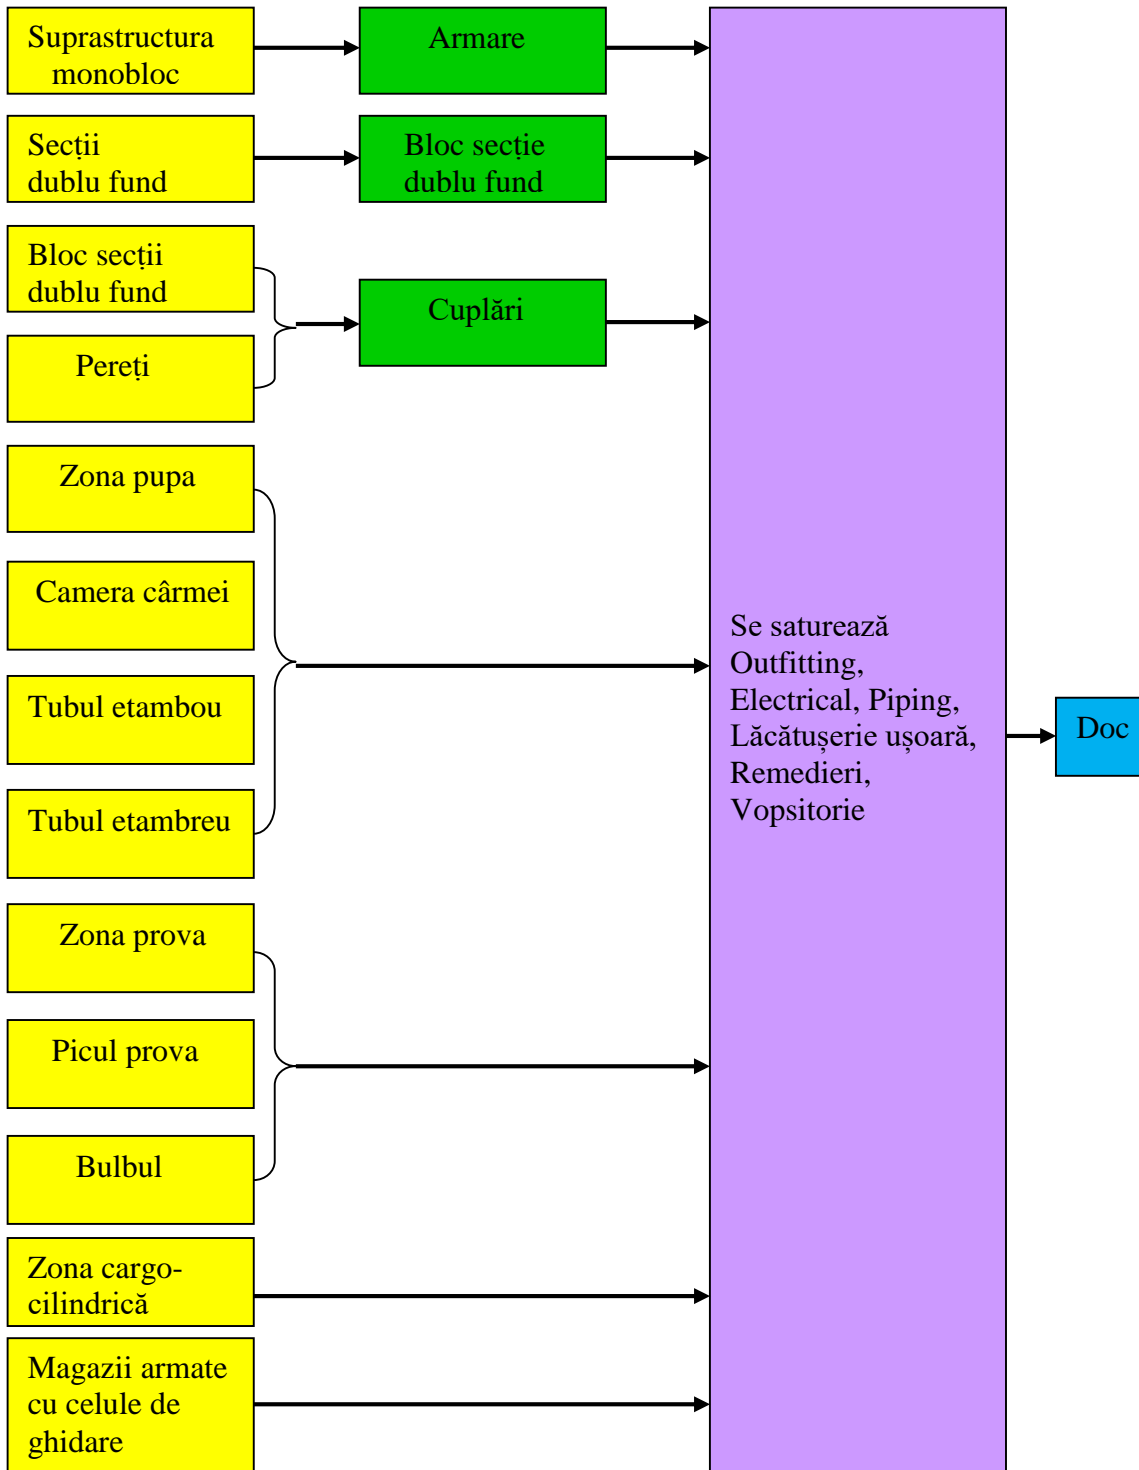 Suprastructura
monobloc
Armare
Secții
dublu fund
Bloc secție
dublu fund
Bloc secții
dublu fund
Cuplări
Pereți
Zona pupa
Camera cârmei
Tubul etambou
Tubul etambreu
Se saturează
Outfitting,
Electrical, Piping,
Lăcătușerie ușoară,
Remedieri,
Vopsitorie
Doc
Zona prova
Picul prova
Bulbul
Zona cargo-
cilindrică
Magazii armate
cu celule de
ghidare